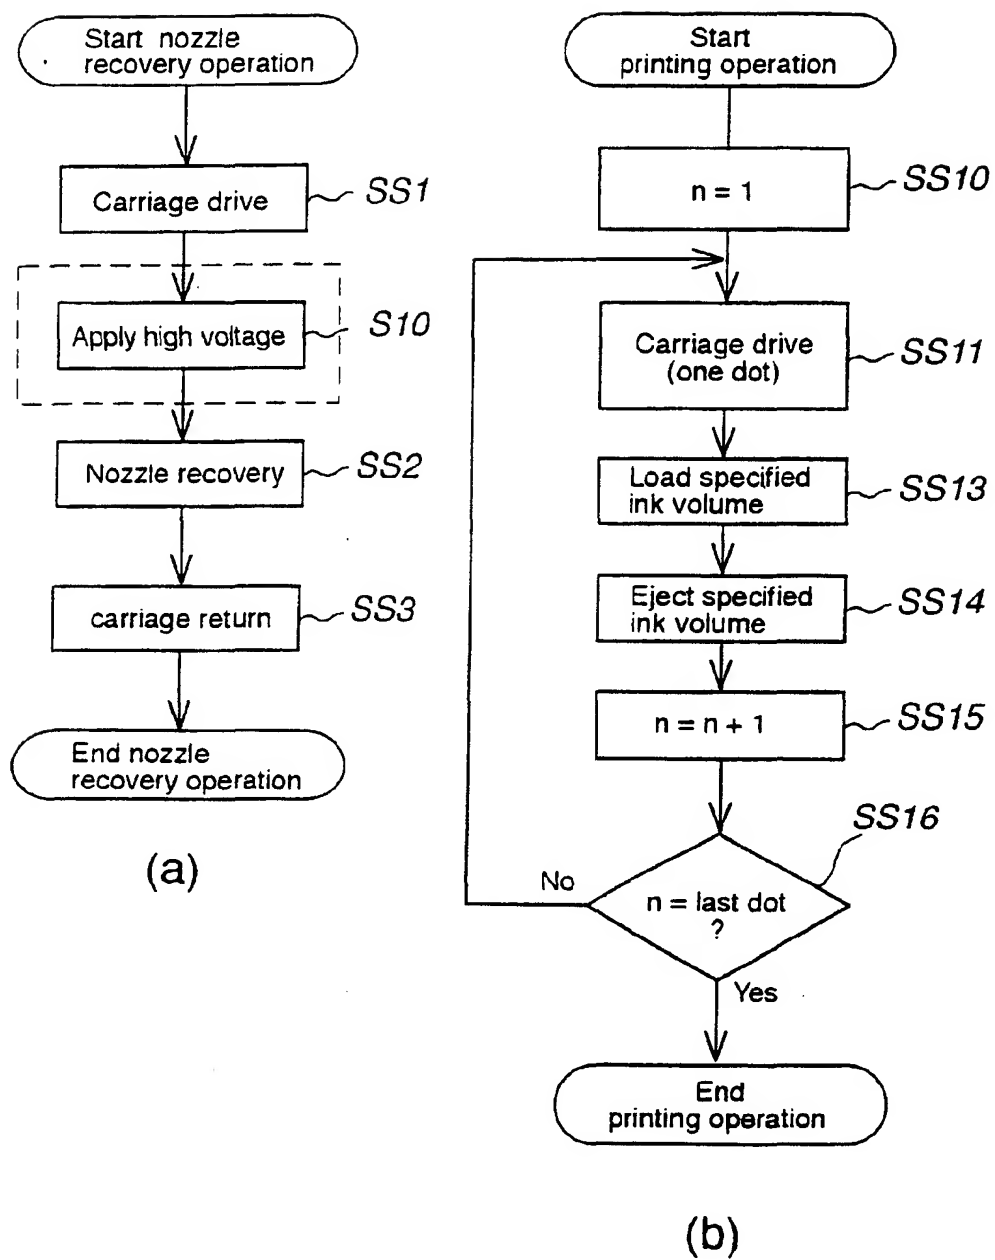 Start nozzle
recovery operation
Carriage drive
SS1
Apply high voltage
S10
Nozzle recovery
SS2
carriage return
SS3
End nozzle
recovery operation
(a)
Start
printing operation
n = 1
SS10
Carriage drive
(one dot)
SS11
Load specified
ink volume
SS13
Eject specified
ink volume
SS14
n = n + 1
SS15
SS16
No
n = last dot
?
Yes
End
printing operation
(b)